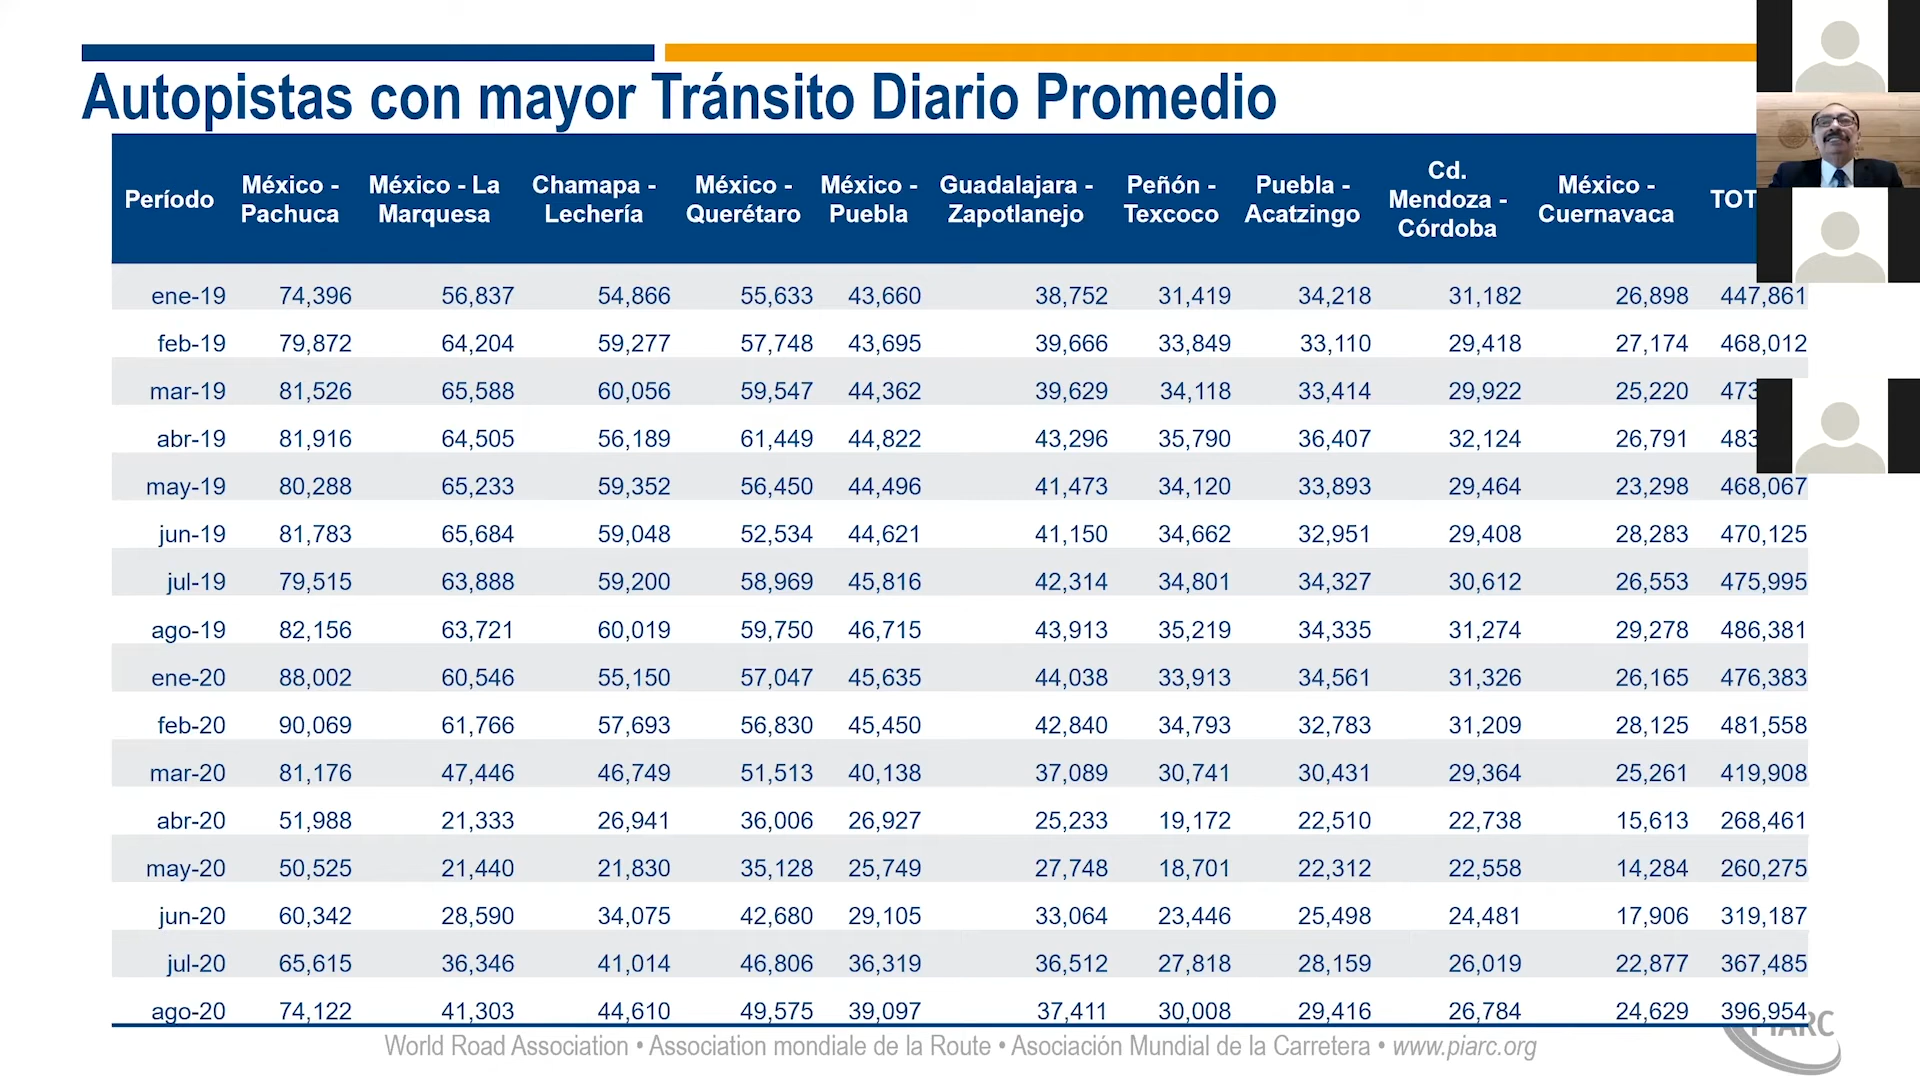 Autopistas con mayor Tránsito Diario Promedio
Período México - Pachuca México - La Marquesa Chamapa - Lechería México - Querétaro México - Puebla Guadalajara - Zapotlanejo Peñón - Texcoco Puebla - Acatzingo Cd. Mendoza - Córdoba México - Cuernavaca TOT
ene-19 74,396 56,837 54,866 55,633 43,660 38,752 31,419 34,218 31,182 26,898 447,861
feb-19 79,872 64,204 59,277 57,748 43,695 39,666 33,849 33,110 29,418 27,174 468,012
mar-19 81,526 65,588 60,056 59,547 44,362 39,629 34,118 33,414 29,922 25,220 473
abr-19 81,916 64,505 56,189 61,449 44,822 43,296 35,790 36,407 32,124 26,791 483
may-19 80,288 65,233 59,352 56,450 44,496 41,473 34,120 33,893 29,464 23,298 468,067
jun-19 81,783 65,684 59,048 52,534 44,621 41,150 34,662 32,951 29,408 28,283 470,125
jul-19 79,515 63,888 59,200 58,969 45,816 42,314 34,801 34,327 30,612 26,553 475,995
ago-19 82,156 63,721 60,019 59,750 46,715 43,913 35,219 34,335 31,274 29,278 486,381
ene-20 88,002 60,546 55,150 57,047 45,635 44,038 33,913 34,561 31,326 26,165 476,383
feb-20 90,069 61,766 57,693 56,830 45,450 42,840 34,793 32,783 31,209 28,125 481,558
mar-20 81,176 47,446 46,749 51,513 40,138 37,089 30,741 30,431 29,364 25,261 419,908
abr-20 51,988 21,333 26,941 36,006 26,927 25,233 19,172 22,510 22,738 15,613 268,461
may-20 50,525 21,440 21,830 35,128 25,749 27,748 18,701 22,312 22,558 14,284 260,275
jun-20 60,342 28,590 34,075 42,680 29,105 33,064 23,446 25,498 24,481 17,906 319,187
jul-20 65,615 36,346 41,014 46,806 36,319 36,512 27,818 28,159 26,019 22,877 367,485
ago-20 74,122 41,303 44,610 49,575 39,097 37,411 30,008 29,416 26,784 24,629 396,954
PIARC
World Road Association • Association mondiale de la Route • Asociación Mundial de la Carretera • www.piarc.org